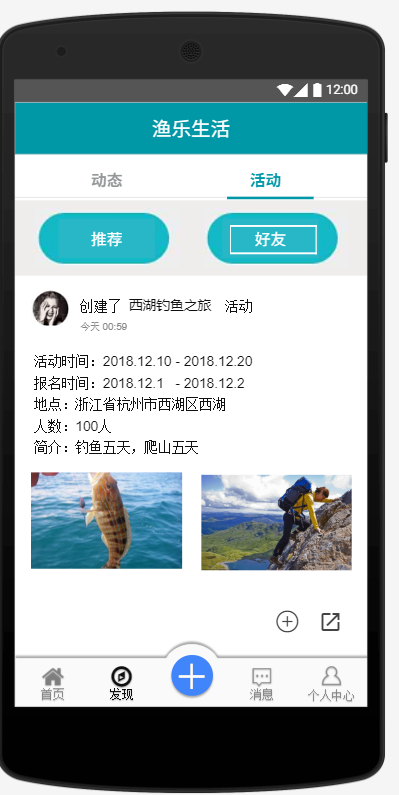 12:00
渔乐生活
动态 活动
推荐 好友
创建了 西湖钓鱼之旅 活动
今天 00:59
活动时间：2018.12.10 - 2018.12.20
报名时间：2018.12.1 - 2018.12.2
地点：浙江省杭州市西湖区西湖
人数：100人
简介：钓鱼五天，爬山五天
首页 发现 消息 个人中心